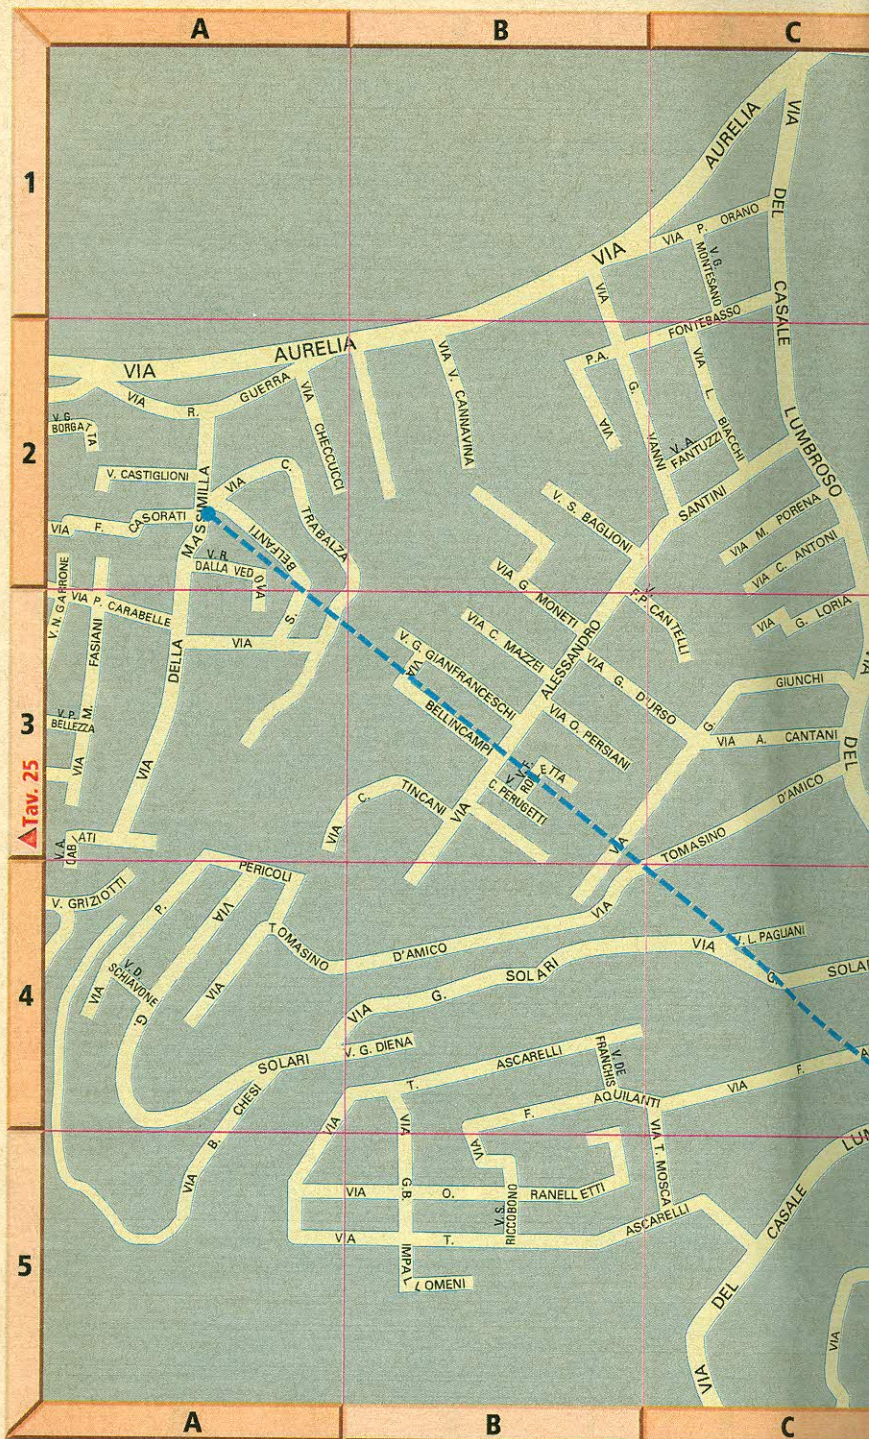 A
B
C
1
2
3
4
5
Tav. 25
VIA AURELIA VIA AURELIA
VIA DEL CASALE LUMBROSO
VIA P. ORANO
V. G. MONTESANO
VIA G. VANNI
VIA P.A. FONTEBASSO
VIA L. BIACCHI
V. A. FANTUZZI
SANTINI
VIA R. GUERRA
V. G. BORGATTA
VIA CHECCUCCI
VIA V. CANNAVINA
V. CASTIGLIONI
VIA F. CASORATI
VIA DELLA MASSIMILLA
VIA C. TRABALZA
VIA S. BELFANTI
V. R. DALLA VEDOVA
V. S. BAGLIONI
VIA M. PORENA
VIA C. ANTONI
VIA G. LORIA
V. F.P. CANTELLI
VIA G. MONETI
VIA C. MAZZEI
VIA ALESSANDRO
V. G. GIANFRANCESCHI
VIA BELLINCAMPI
VIA G. D'URSO
VIA O. PERSIANI
VIA G. GIUNCHI
VIA A. CANTANI
VIA DEL
V. N. GARRONE
VIA P. CARABELLE
VIA M. FASIANI
V. P. BELLEZZA
V. A. CABIATI
VIA C. TINCANI
V. C. PERUGETTI
V. F. ROETTA
VIA TOMASINO D'AMICO
V. GRIZIOTTI
VIA P. PERICOLI
VIA
VIA TOMASINO D'AMICO
V. D. SCHIAVONE
VIA G. SOLARI
V. L. PAGLIANI
VIA G. SOLARI
G. SOLARI
V. G. DIENA
VIA B. CHESI
VIA T. ASCARELLI
V. DE FRANCHIS
VIA F. AQUILANTI
VIA F. A
VIA G.B. IMPALLOMENI
VIA T. MOSCA
VIA O. RANELLETTI
V. S. RICCOBONO
VIA T. ASCARELLI
VIA DEL CASALE LUM
VIA
A
B
C